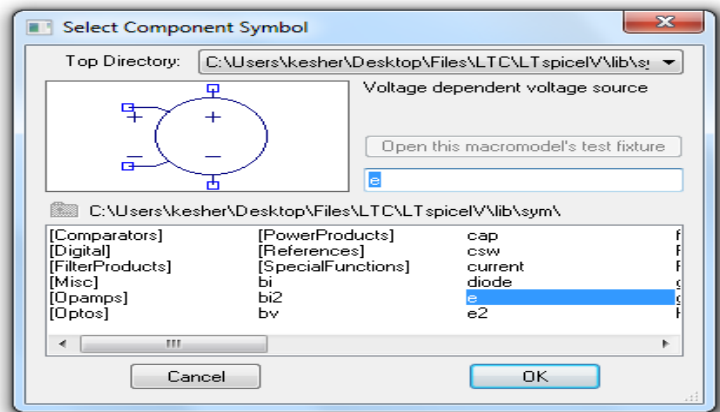 Select Component Symbol
Top Directory: C:\Users\kesher\Desktop\Files\LTC\LTspiceIV\lib\sy
Voltage dependent voltage source
+ +
− −
Open this macromodel's test fixture
e
C:\Users\kesher\Desktop\Files\LTC\LTspiceIV\lib\sym\
[Comparators] [PowerProducts] cap f
[Digital] [References] csw
[FilterProducts] [SpecialFunctions] current
[Misc] bi diode
[Opamps] bi2 e
[Optos] bv e2
Cancel OK